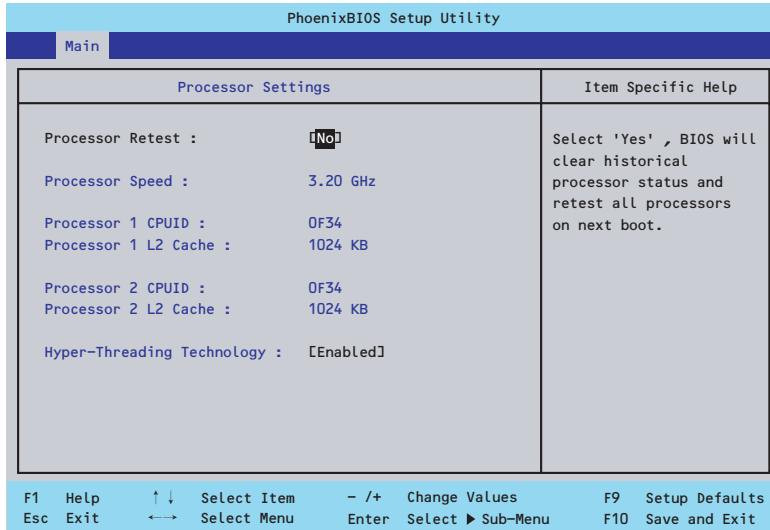 PhoenixBIOS Setup Utility
Main
Processor Settings
Item Specific Help
Processor Retest : [No]
Processor Speed : 3.20 GHz
Processor 1 CPUID : 0F34
Processor 1 L2 Cache : 1024 KB
Processor 2 CPUID : 0F34
Processor 2 L2 Cache : 1024 KB
Hyper-Threading Technology : [Enabled]
Select 'Yes' , BIOS will
clear historical
processor status and
retest all processors
on next boot.
F1 Help ↑↓ Select Item - /+ Change Values F9 Setup Defaults
Esc Exit ←→ Select Menu Enter Select ▶ Sub-Menu F10 Save and Exit